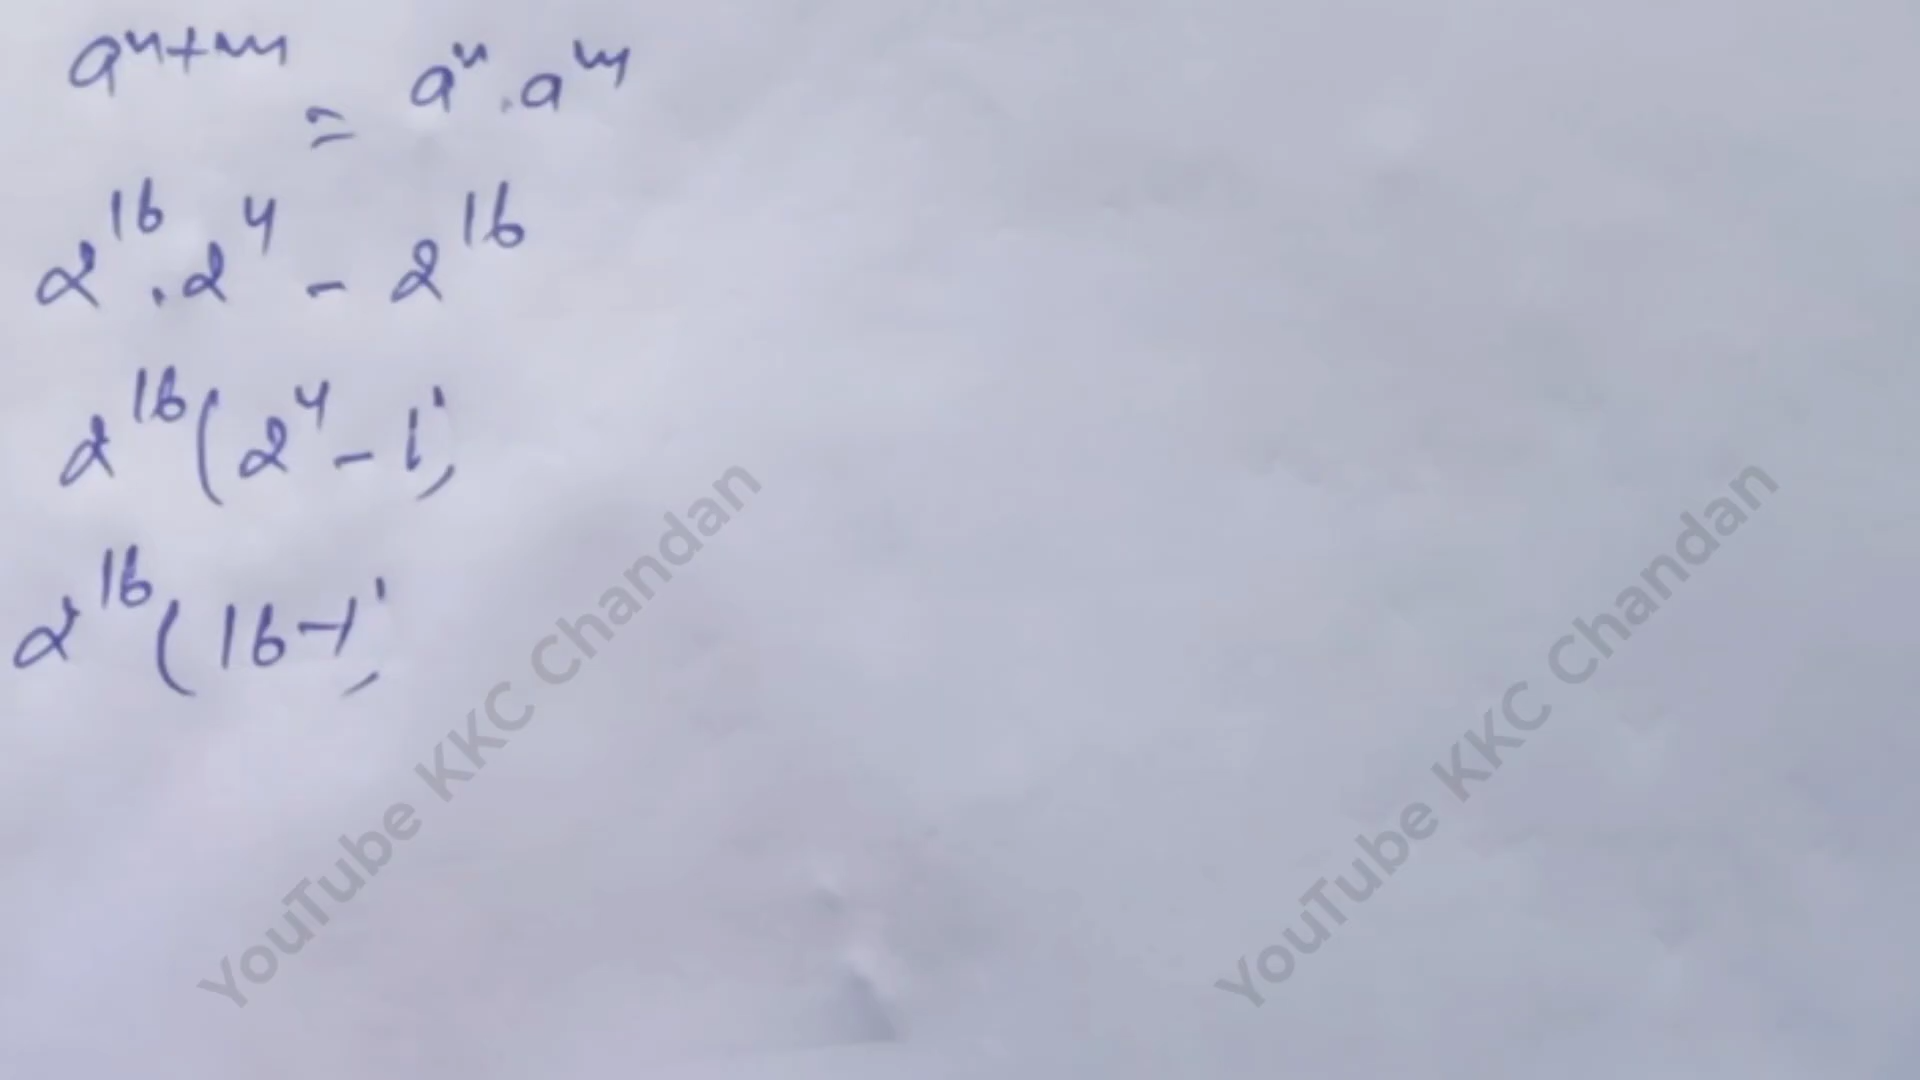 a^{n+m} = a^n . a^m
2^{16} . 2^4 - 2^{16}
2^{16} (2^4 - 1)
2^{16} (16 - 1)
YouTube KKC Chandan
YouTube KKC Chandan